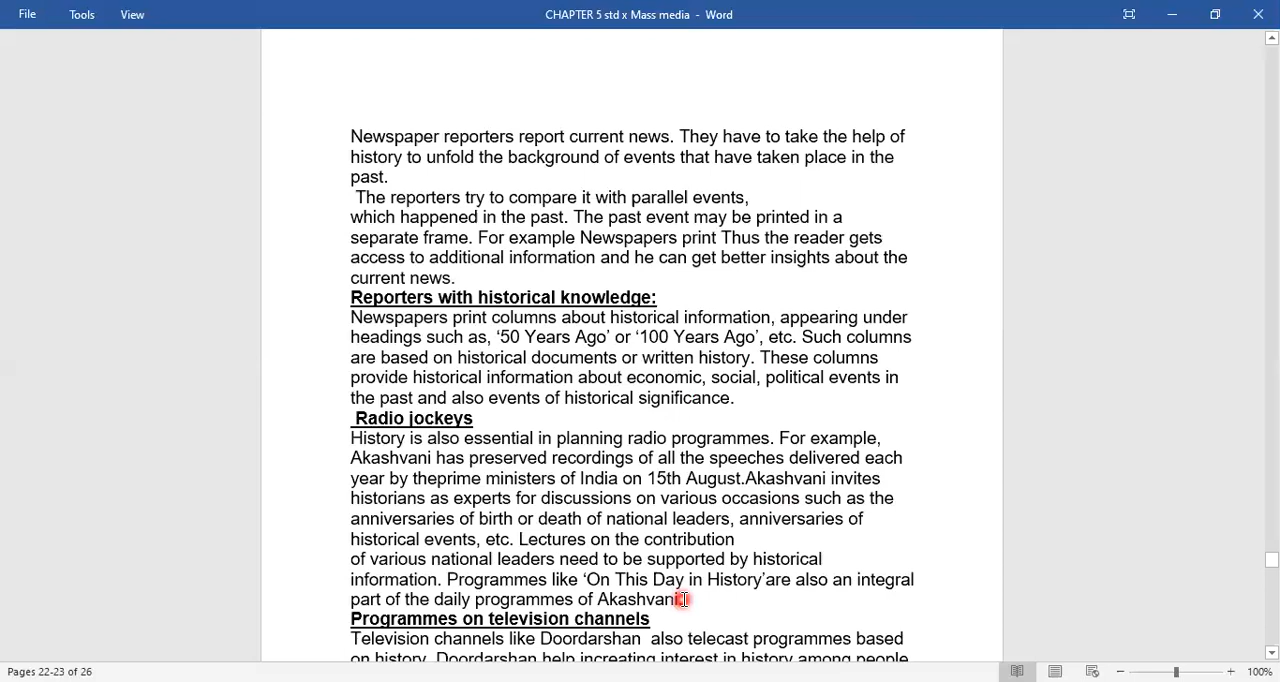 File Tools View CHAPTER 5 std x Mass media - Word
Newspaper reporters report current news. They have to take the help of
history to unfold the background of events that have taken place in the
past.
The reporters try to compare it with parallel events,
which happened in the past. The past event may be printed in a
separate frame. For example Newspapers print Thus the reader gets
access to additional information and he can get better insights about the
current news.
Reporters with historical knowledge:
Newspapers print columns about historical information, appearing under
headings such as, ‘50 Years Ago’ or ‘100 Years Ago’, etc. Such columns
are based on historical documents or written history. These columns
provide historical information about economic, social, political events in
the past and also events of historical significance.
Radio jockeys
History is also essential in planning radio programmes. For example,
Akashvani has preserved recordings of all the speeches delivered each
year by theprime ministers of India on 15th August.Akashvani invites
historians as experts for discussions on various occasions such as the
anniversaries of birth or death of national leaders, anniversaries of
historical events, etc. Lectures on the contribution
of various national leaders need to be supported by historical
information. Programmes like ‘On This Day in History’are also an integral
part of the daily programmes of Akashvani.
Programmes on television channels
Television channels like Doordarshan also telecast programmes based
on history. Doordarshan help increating interest in history among people
Pages 22-23 of 26 100%